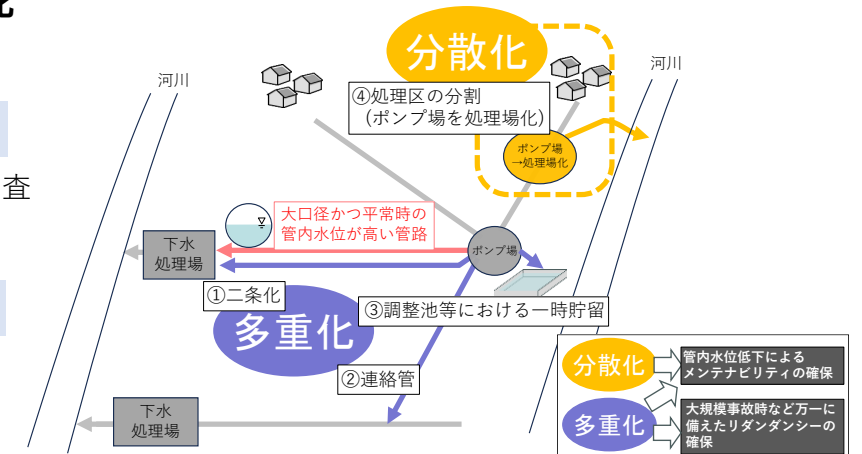 化
分散化
河川
河川
④処理区の分割
(ポンプ場を処理場化)
ポンプ場
→処理場化
査
大口径かつ平常時の
管内水位が高い管路
下水
処理場
ポンプ場
①二条化
③調整池等における一時貯留
多重化
②連絡管
下水
処理場
分散化
管内水位低下による
メンテナビリティの確保
多重化
大規模事故時など万一に
備えたリダンダンシーの
確保